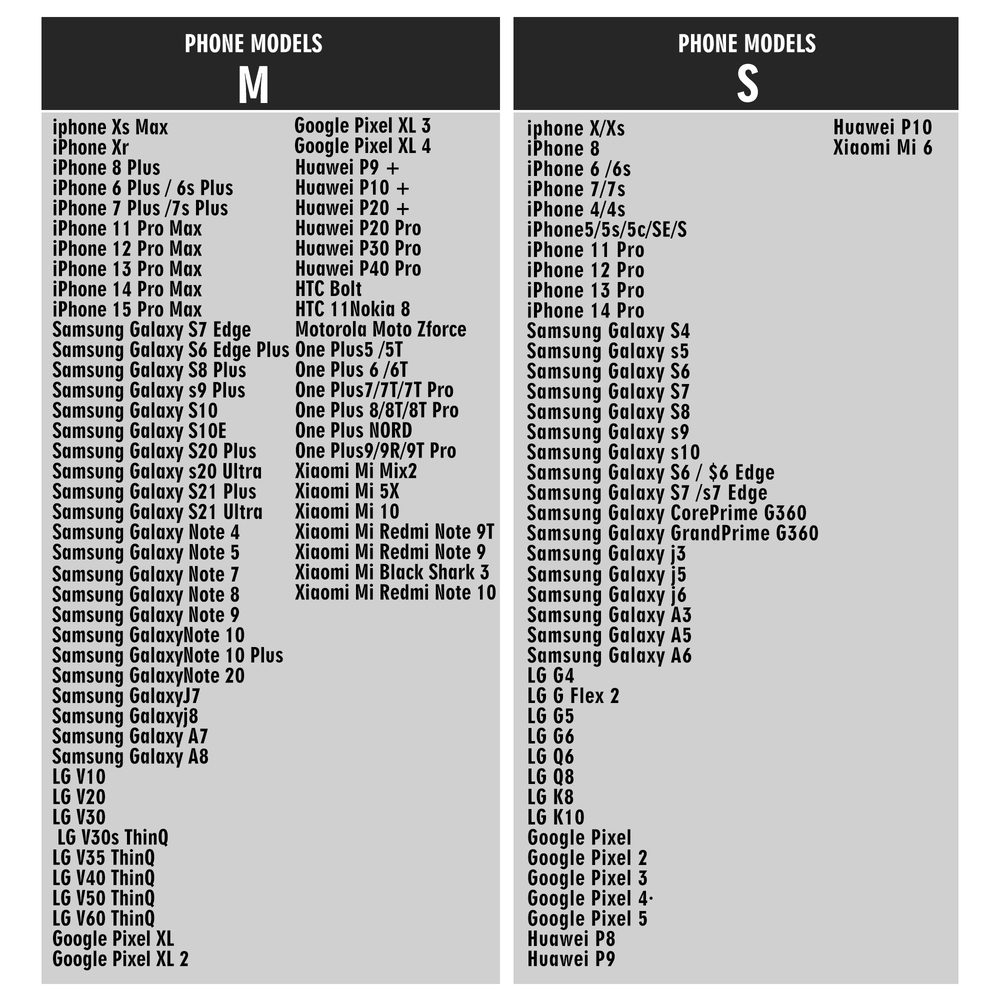 PHONE MODELS
M
iphone Xs Max
iPhone Xr
iPhone 8 Plus
iPhone 6 Plus / 6s Plus
iPhone 7 Plus /7s Plus
iPhone 11 Pro Max
iPhone 12 Pro Max
iPhone 13 Pro Max
iPhone 14 Pro Max
iPhone 15 Pro Max
Samsung Galaxy S7 Edge
Samsung Galaxy S6 Edge Plus
Samsung Galaxy S8 Plus
Samsung Galaxy s9 Plus
Samsung Galaxy S10
Samsung Galaxy S10E
Samsung Galaxy S20 Plus
Samsung Galaxy s20 Ultra
Samsung Galaxy S21 Plus
Samsung Galaxy S21 Ultra
Samsung Galaxy Note 4
Samsung Galaxy Note 5
Samsung Galaxy Note 7
Samsung Galaxy Note 8
Samsung Galaxy Note 9
Samsung GalaxyNote 10
Samsung GalaxyNote 10 Plus
Samsung GalaxyNote 20
Samsung GalaxyJ7
Samsung Galaxyj8
Samsung Galaxy A7
Samsung Galaxy A8
LG V10
LG V20
LG V30
LG V30s ThinQ
LG V35 ThinQ
LG V40 ThinQ
LG V50 ThinQ
LG V60 ThinQ
Google Pixel XL
Google Pixel XL 2
Google Pixel XL 3
Google Pixel XL 4
Huawei P9 +
Huawei P10 +
Huawei P20 +
Huawei P20 Pro
Huawei P30 Pro
Huawei P40 Pro
HTC Bolt
HTC 11Nokia 8
Motorola Moto Zforce
One Plus5 /5T
One Plus 6 /6T
One Plus7/7T/7T Pro
One Plus 8/8T/8T Pro
One Plus NORD
One Plus9/9R/9T Pro
Xiaomi Mi Mix2
Xiaomi Mi 5X
Xiaomi Mi 10
Xiaomi Mi Redmi Note 9T
Xiaomi Mi Redmi Note 9
Xiaomi Mi Black Shark 3
Xiaomi Mi Redmi Note 10
PHONE MODELS
S
iphone X/Xs
iPhone 8
iPhone 6 /6s
iPhone 7/7s
iPhone 4/4s
iPhone5/5s/5c/SE/S
iPhone 11 Pro
iPhone 12 Pro
iPhone 13 Pro
iPhone 14 Pro
Samsung Galaxy S4
Samsung Galaxy s5
Samsung Galaxy S6
Samsung Galaxy S7
Samsung Galaxy S8
Samsung Galaxy s9
Samsung Galaxy s10
Samsung Galaxy S6 / $6 Edge
Samsung Galaxy S7 /s7 Edge
Samsung Galaxy CorePrime G360
Samsung Galaxy GrandPrime G360
Samsung Galaxy j3
Samsung Galaxy j5
Samsung Galaxy j6
Samsung Galaxy A3
Samsung Galaxy A5
Samsung Galaxy A6
LG G4
LG G Flex 2
LG G5
LG G6
LG Q6
LG Q8
LG K8
LG K10
Google Pixel
Google Pixel 2
Google Pixel 3
Google Pixel 4·
Google Pixel 5
Huawei P8
Huawei P9
Huawei P10
Xiaomi Mi 6